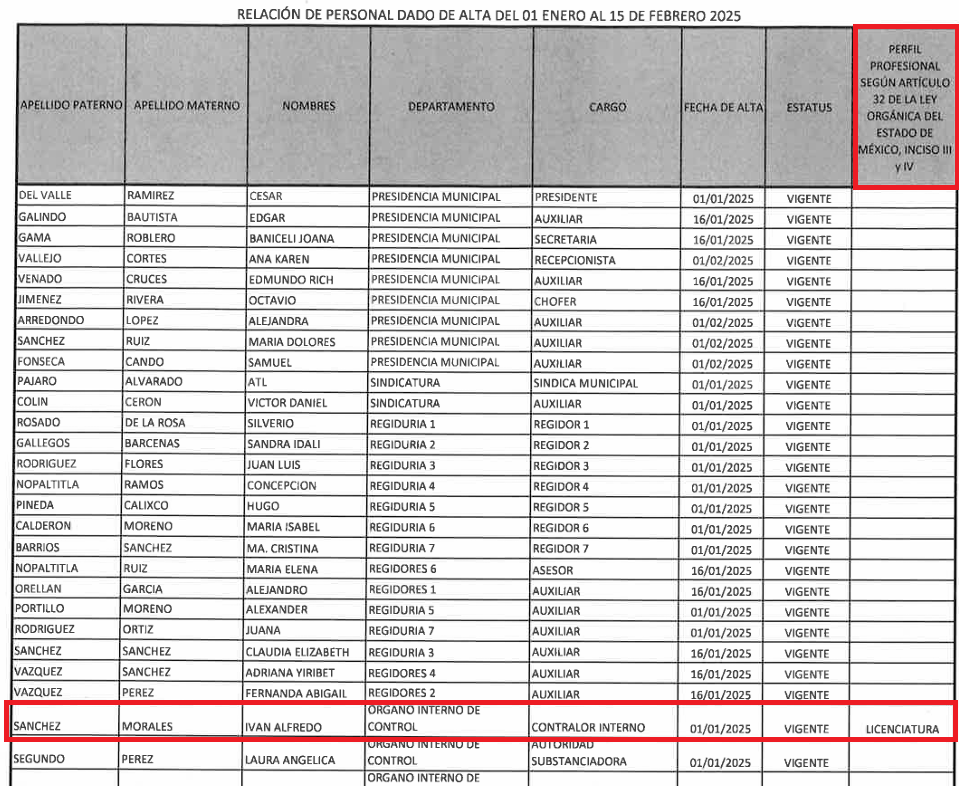 RELACIÓN DE PERSONAL DADO DE ALTA DEL 01 ENERO AL 15 DE FEBRERO 2025
APELLIDO PATERNO APELLIDO MATERNO NOMBRES DEPARTAMENTO CARGO FECHA DE ALTA ESTATUS PERFIL PROFESIONAL SEGÚN ARTÍCULO 32 DE LA LEY ORGÁNICA DEL ESTADO DE MÉXICO, INCISO III y IV
DEL VALLE RAMIREZ CESAR PRESIDENCIA MUNICIPAL PRESIDENTE 01/01/2025 VIGENTE
GALINDO BAUTISTA EDGAR PRESIDENCIA MUNICIPAL AUXILIAR 16/01/2025 VIGENTE
GAMA ROBLERO BANICELI JOANA PRESIDENCIA MUNICIPAL SECRETARIA 16/01/2025 VIGENTE
VALLEJO CORTES ANA KAREN PRESIDENCIA MUNICIPAL RECEPCIONISTA 01/02/2025 VIGENTE
VENADO CRUCES EDMUNDO RICH PRESIDENCIA MUNICIPAL AUXILIAR 16/01/2025 VIGENTE
JIMENEZ RIVERA OCTAVIO PRESIDENCIA MUNICIPAL CHOFER 16/01/2025 VIGENTE
ARREDONDO LOPEZ ALEJANDRA PRESIDENCIA MUNICIPAL AUXILIAR 01/02/2025 VIGENTE
SANCHEZ RUIZ MARIA DOLORES PRESIDENCIA MUNICIPAL AUXILIAR 01/02/2025 VIGENTE
FONSECA CANDO SAMUEL PRESIDENCIA MUNICIPAL AUXILIAR 01/02/2025 VIGENTE
PAJARO ALVARADO ATL SINDICATURA SINDICA MUNICIPAL 01/01/2025 VIGENTE
COLIN CERON VICTOR DANIEL SINDICATURA AUXILIAR 01/01/2025 VIGENTE
ROSADO DE LA ROSA SILVERIO REGIDURIA 1 REGIDOR 1 01/01/2025 VIGENTE
GALLEGOS BARCENAS SANDRA IDALI REGIDURIA 2 REGIDOR 2 01/01/2025 VIGENTE
RODRIGUEZ FLORES JUAN LUIS REGIDURIA 3 REGIDOR 3 01/01/2025 VIGENTE
NOPALTITLA RAMOS CONCEPCION REGIDURIA 4 REGIDOR 4 01/01/2025 VIGENTE
PINEDA CALIXCO HUGO REGIDURIA 5 REGIDOR 5 01/01/2025 VIGENTE
CALDERON MORENO MARIA ISABEL REGIDURIA 6 REGIDOR 6 01/01/2025 VIGENTE
BARRIOS SANCHEZ MA. CRISTINA REGIDURIA 7 REGIDOR 7 01/01/2025 VIGENTE
NOPALTITLA RUIZ MARIA ELENA REGIDORES 6 ASESOR 16/01/2025 VIGENTE
ORELLAN GARCIA ALEJANDRO REGIDORES 1 AUXILIAR 16/01/2025 VIGENTE
PORTILLO MORENO ALEXANDER REGIDURIA 5 AUXILIAR 01/01/2025 VIGENTE
RODRIGUEZ ORTIZ JUANA REGIDURIA 7 AUXILIAR 01/01/2025 VIGENTE
SANCHEZ SANCHEZ CLAUDIA ELIZABETH REGIDURIA 3 AUXILIAR 16/01/2025 VIGENTE
VAZQUEZ SANCHEZ ADRIANA YIRIBET REGIDORES 4 AUXILIAR 16/01/2025 VIGENTE
VAZQUEZ PEREZ FERNANDA ABIGAIL REGIDORES 2 AUXILIAR 16/01/2025 VIGENTE
SANCHEZ MORALES IVAN ALFREDO ORGANO INTERNO DE CONTROL CONTRALOR INTERNO 01/01/2025 VIGENTE LICENCIATURA
SEGUNDO PEREZ LAURA ANGELICA ORGANO INTERNO DE CONTROL AUTORIDAD SUBSTANCIADORA 01/01/2025 VIGENTE
ORGANO INTERNO DE